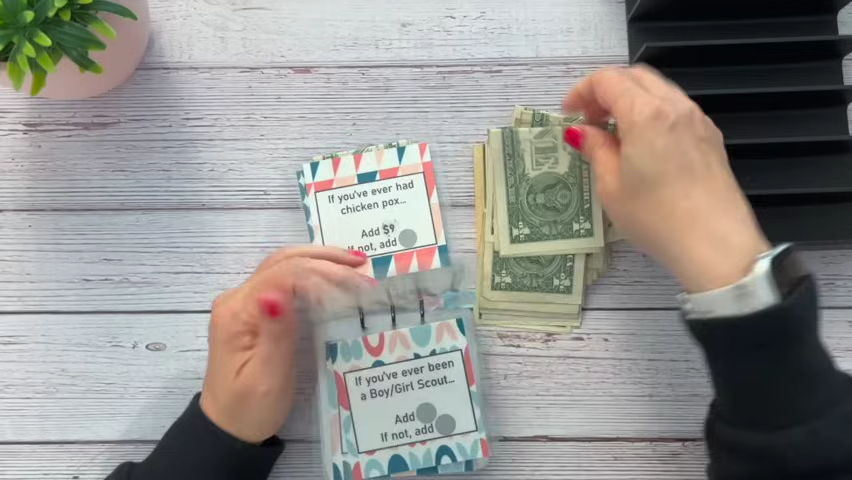 If you've ever had
chicken pox...
Add $9
If not, add
If you've ever been
a Boy/Girl Scout...
Add
If not, add